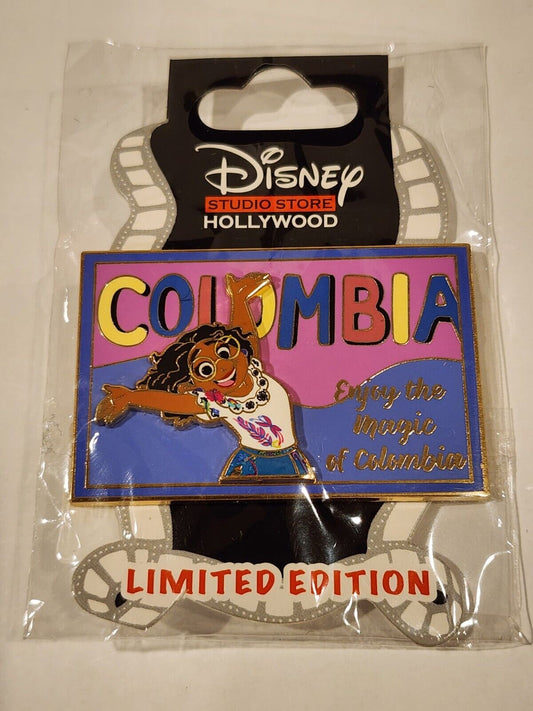 Disney
STUDIO STORE
HOLLYWOOD
COLOMBIA
Enjoy the
Magic
of Colombia
LIMITED EDITION